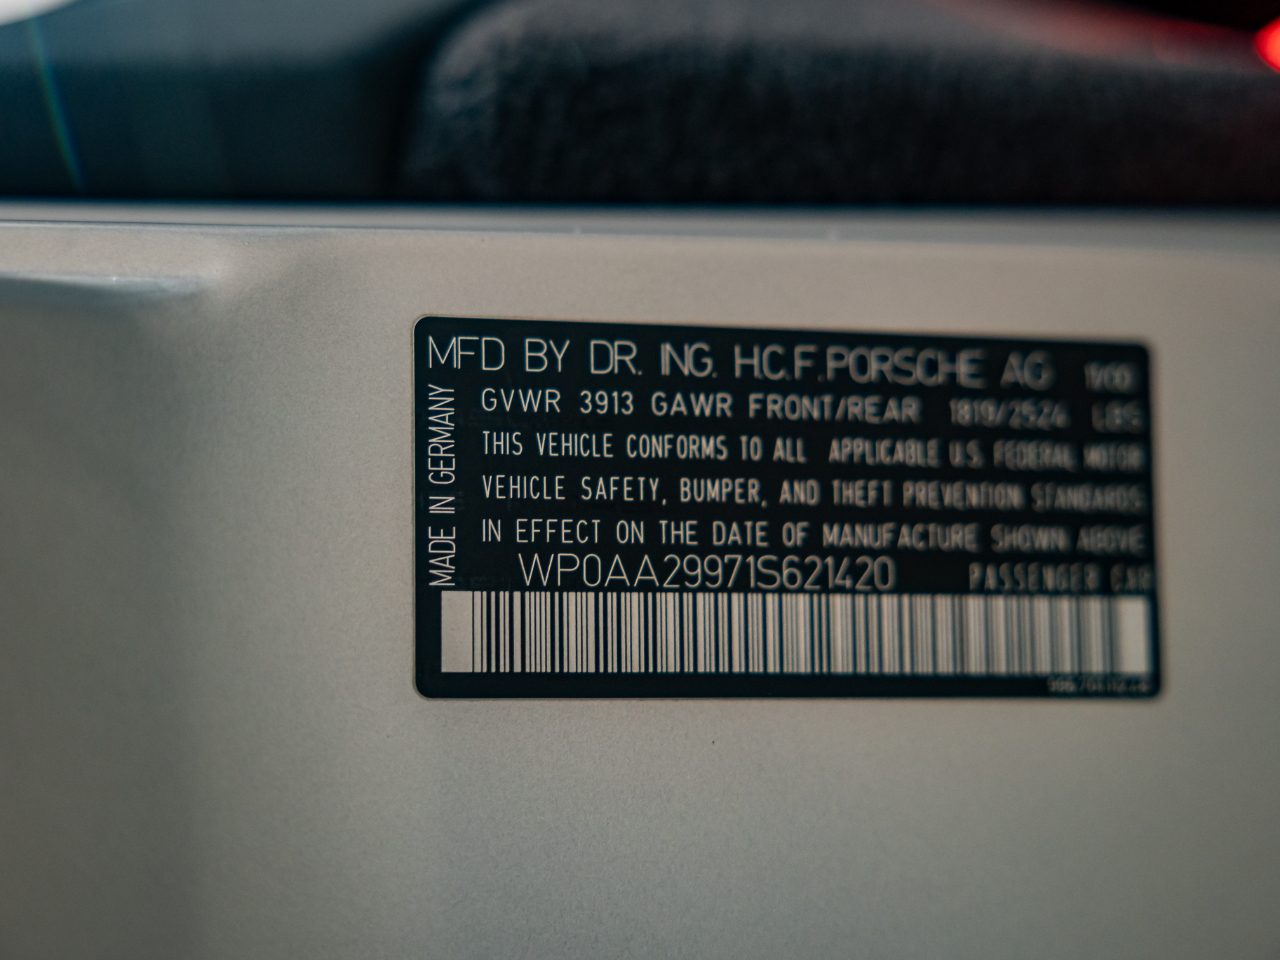 MFD BY DR. ING. H.C.F.PORSCHE AG
GVWR 3913 GAWR FRONT/REAR 1819/2524 LBS
THIS VEHICLE CONFORMS TO ALL APPLICABLE U.S. FEDERAL MOTOR
VEHICLE SAFETY, BUMPER, AND THEFT PREVENTION STANDARDS
IN EFFECT ON THE DATE OF MANUFACTURE SHOWN ABOVE
WP0AA29971S621420 PASSENGER CAR
MADE IN GERMANY